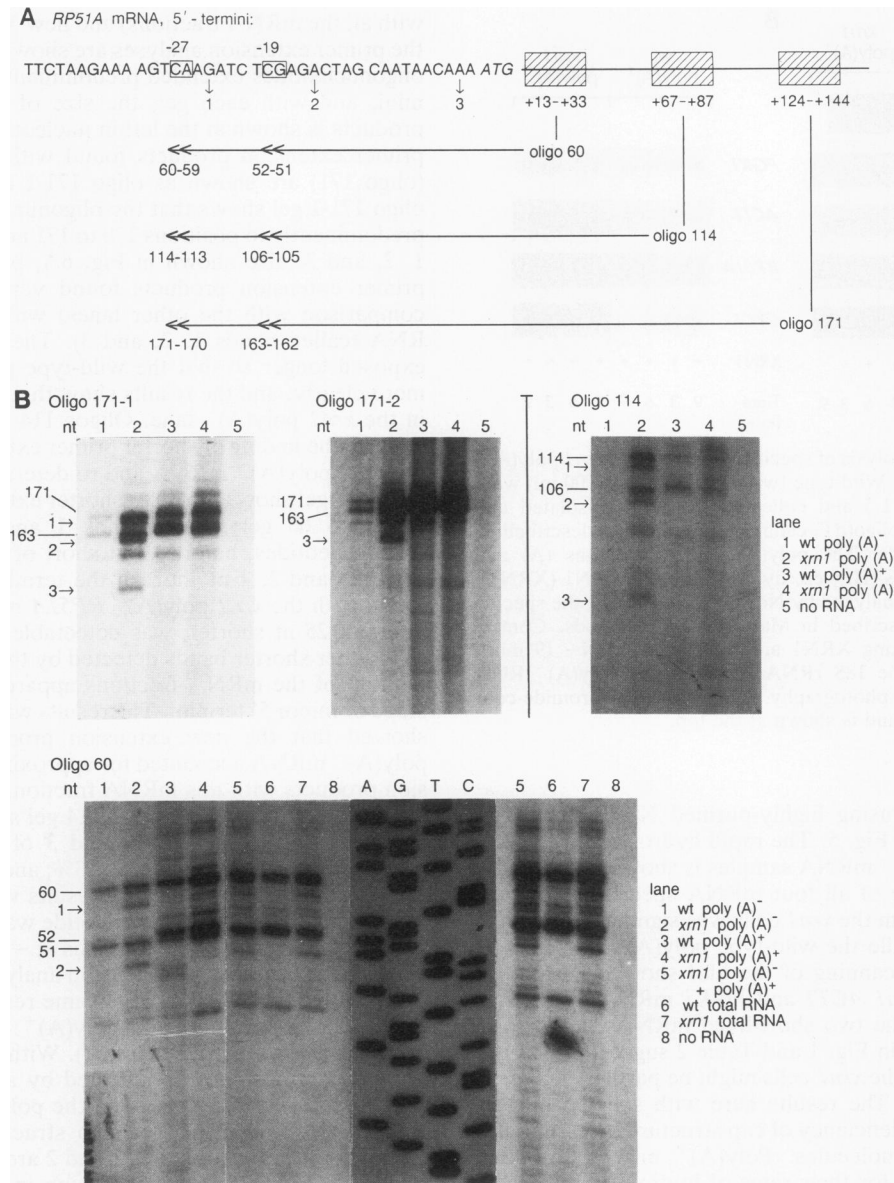 A RP51A mRNA, 5' - termini:
-27 -19
TTCTAAGAAA AGTCAAGATC TCGAGACTAG CAATAACAAA ATG
1 2 3
+13-+33 +67-+87 +124-+144
oligo 60
60-59 52-51
oligo 114
114-113 106-105
oligo 171
171-170 163-162
B Oligo 171-1
nt 1 2 3 4 5
171
1→
163
2→
3→
Oligo 171-2
nt 1 2 3 4 5
171
163
3→
Oligo 114
nt 1 2 3 4 5
114
1→
106
2→
3→
lane
1 wt poly (A)-
2 xrn1 poly (A)
3 wt poly (A)+
4 xrn1 poly (A)
5 no RNA
Oligo 60
nt 1 2 3 4 5 6 7 8 A G T C 5 6 7 8
60
1→
52
51
2→
lane
1 wt poly (A)-
2 xrn1 poly (A)-
3 wt poly (A)+
4 xrn1 poly (A)+
5 xrn1 poly (A)-
+ poly (A)+
6 wt total RNA
7 xrn1 total RNA
8 no RNA